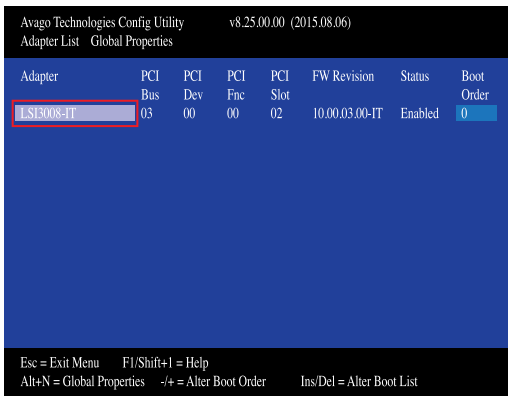 Avago Technologies Config Utility v8.25.00.00 (2015.08.06)
Adapter List Global Properties
Adapter PCI PCI PCI PCI FW Revision Status Boot
Bus Dev Fnc Slot Order
LSI3008-IT 03 00 00 02 10.00.03.00-IT Enabled 0
Esc = Exit Menu F1/Shift+1 = Help
Alt+N = Global Properties -/+ = Alter Boot Order Ins/Del = Alter Boot List